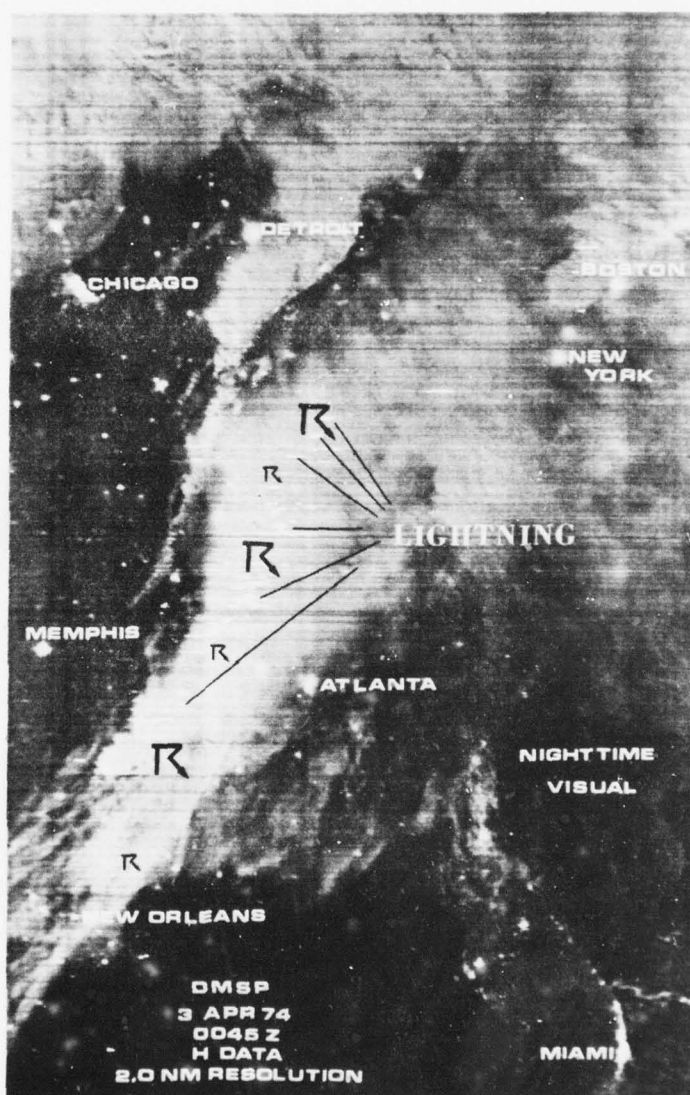 DETROIT
CHICAGO
BOSTON
NEW
YORK
LIGHTNING
MEMPHIS
ATLANTA
NIGHTTIME
VISUAL
NEW ORLEANS
DMSP
3 APR 74
0045 Z
H DATA
2.0 NM RESOLUTION
MIAMI